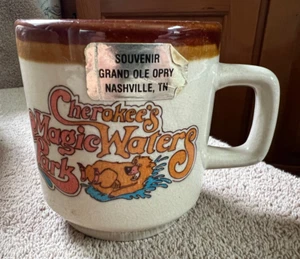 SOUVENIR
GRAND OLE OPRY
NASHVILLE, TN
Cherokee's
Magic Waters
Park